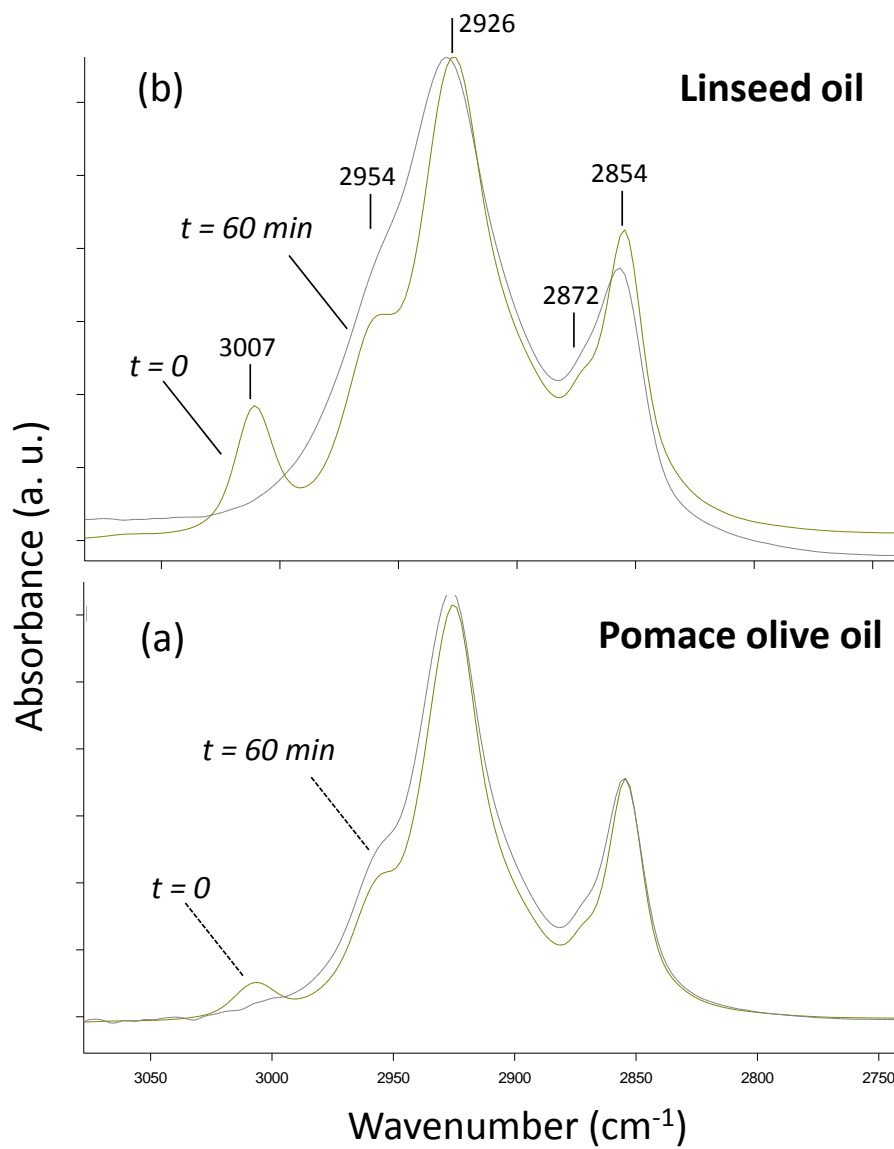 2926
(b)
Linseed oil
2954
2854
t = 60 min
2872
3007
t = 0
Absorbance (a. u.)
(a)
Pomace olive oil
t = 60 min
t = 0
3050 3000 2950 2900 2850 2800 2750
Wavenumber (cm⁻¹)